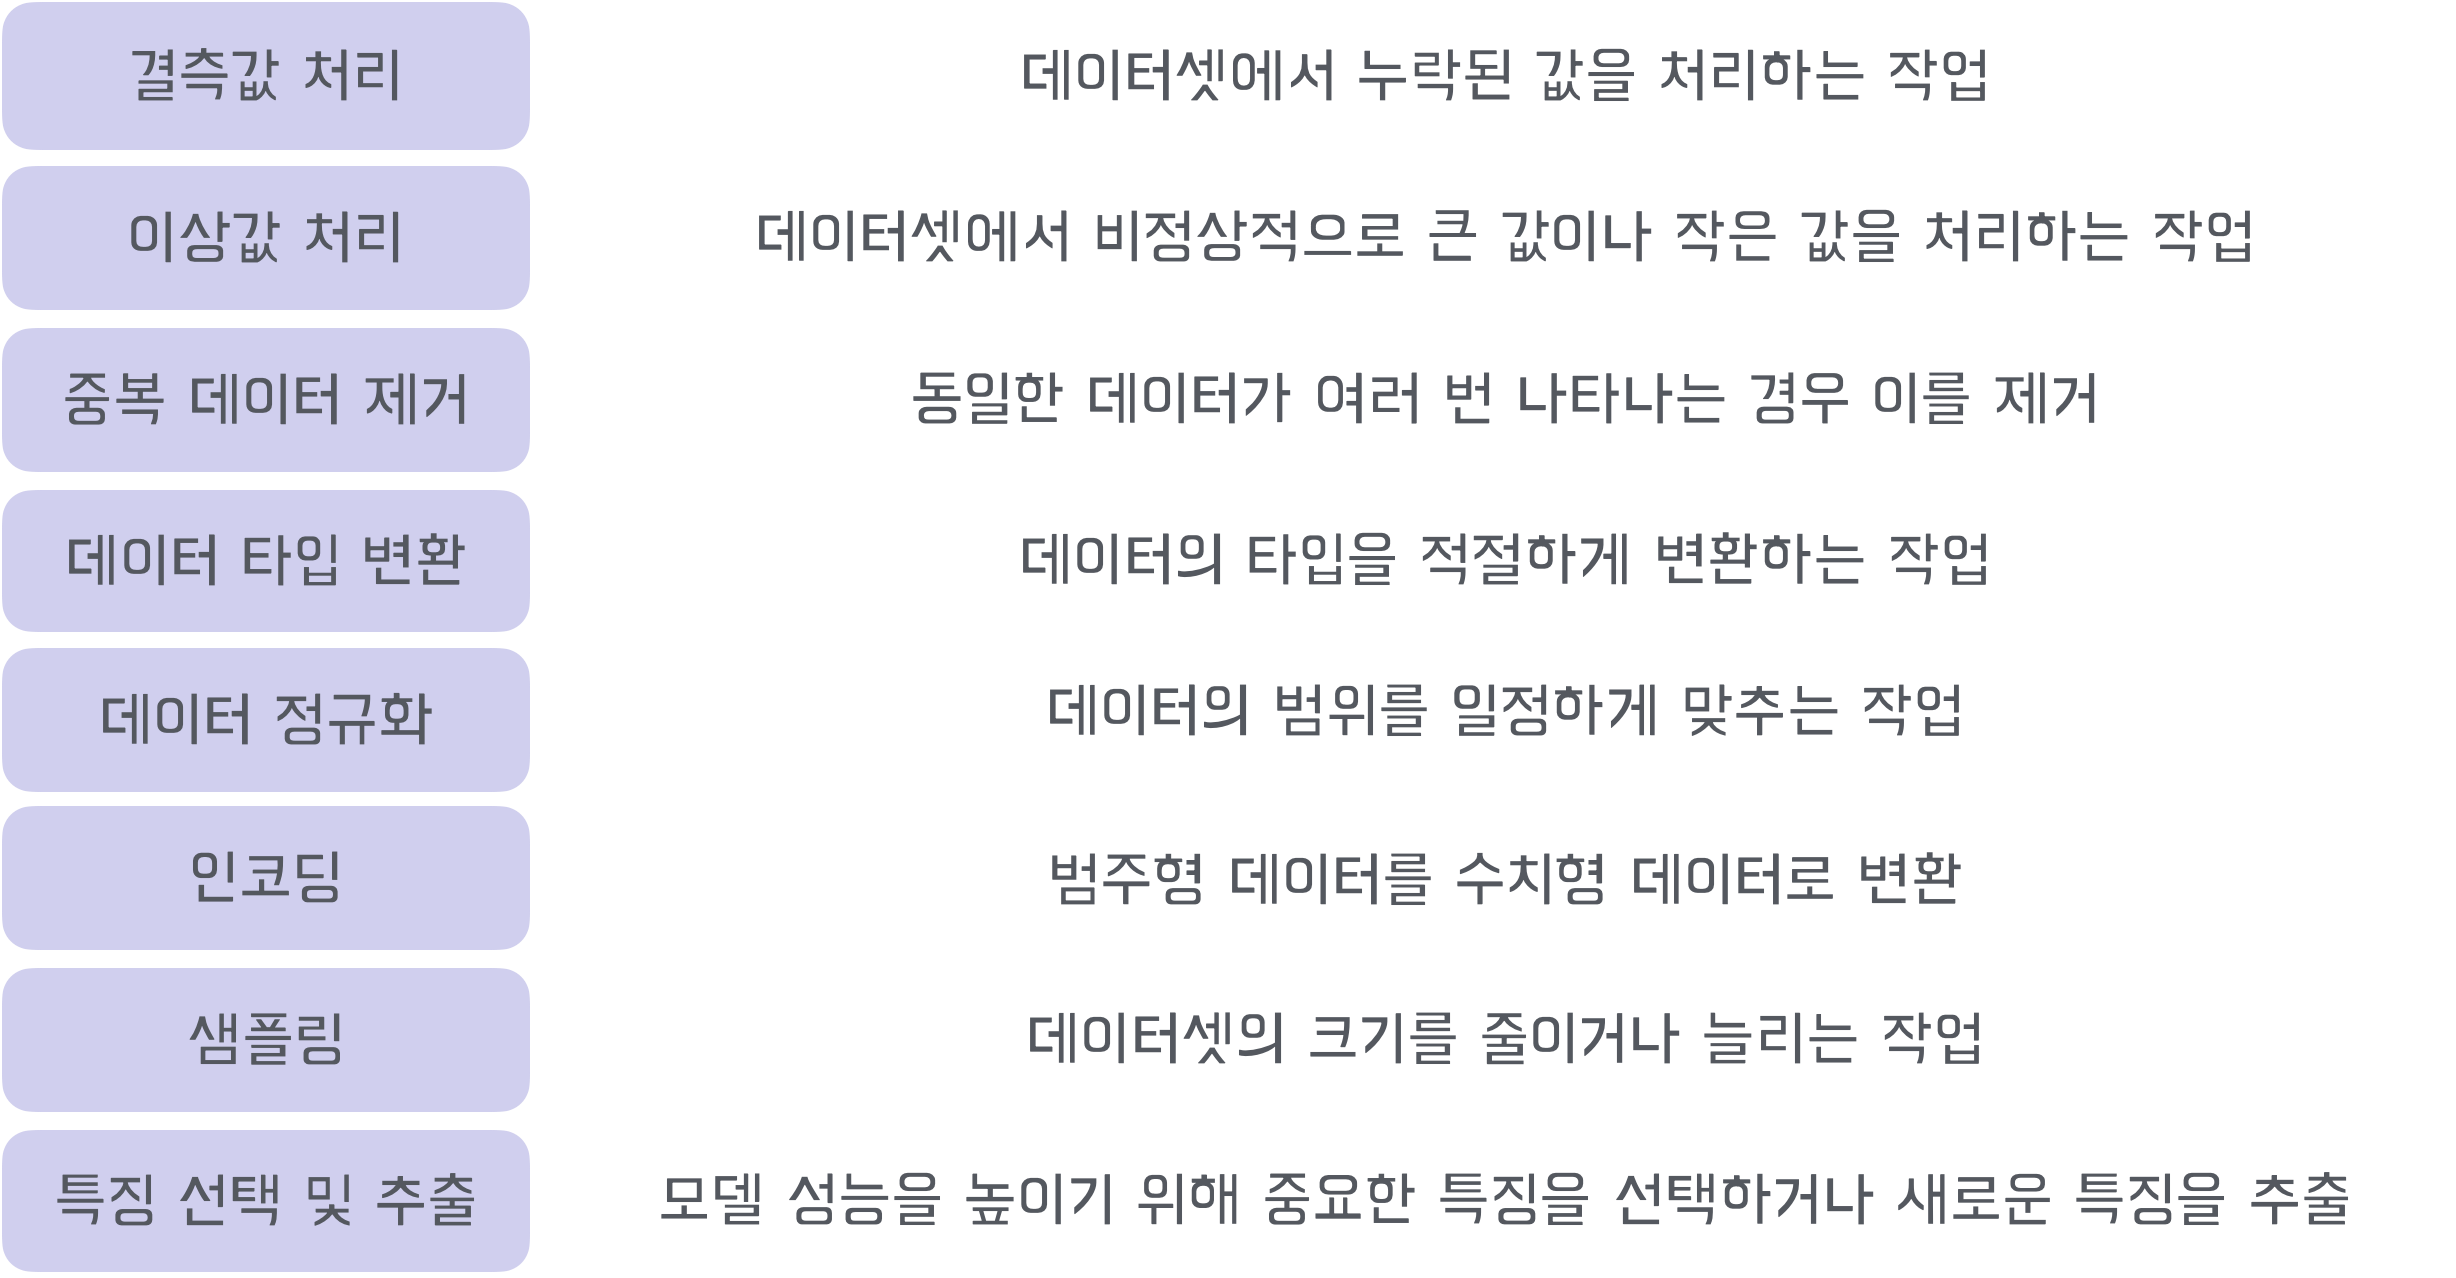 결측값 처리
데이터셋에서 누락된 값을 처리하는 작업
이상값 처리
데이터셋에서 비정상적으로 큰 값이나 작은 값을 처리하는 작업
중복 데이터 제거
동일한 데이터가 여러 번 나타나는 경우 이를 제거
데이터 타입 변환
데이터의 타입을 적절하게 변환하는 작업
데이터 정규화
데이터의 범위를 일정하게 맞추는 작업
인코딩
범주형 데이터를 수치형 데이터로 변환
샘플링
데이터셋의 크기를 줄이거나 늘리는 작업
특징 선택 및 추출
모델 성능을 높이기 위해 중요한 특징을 선택하거나 새로운 특징을 추출